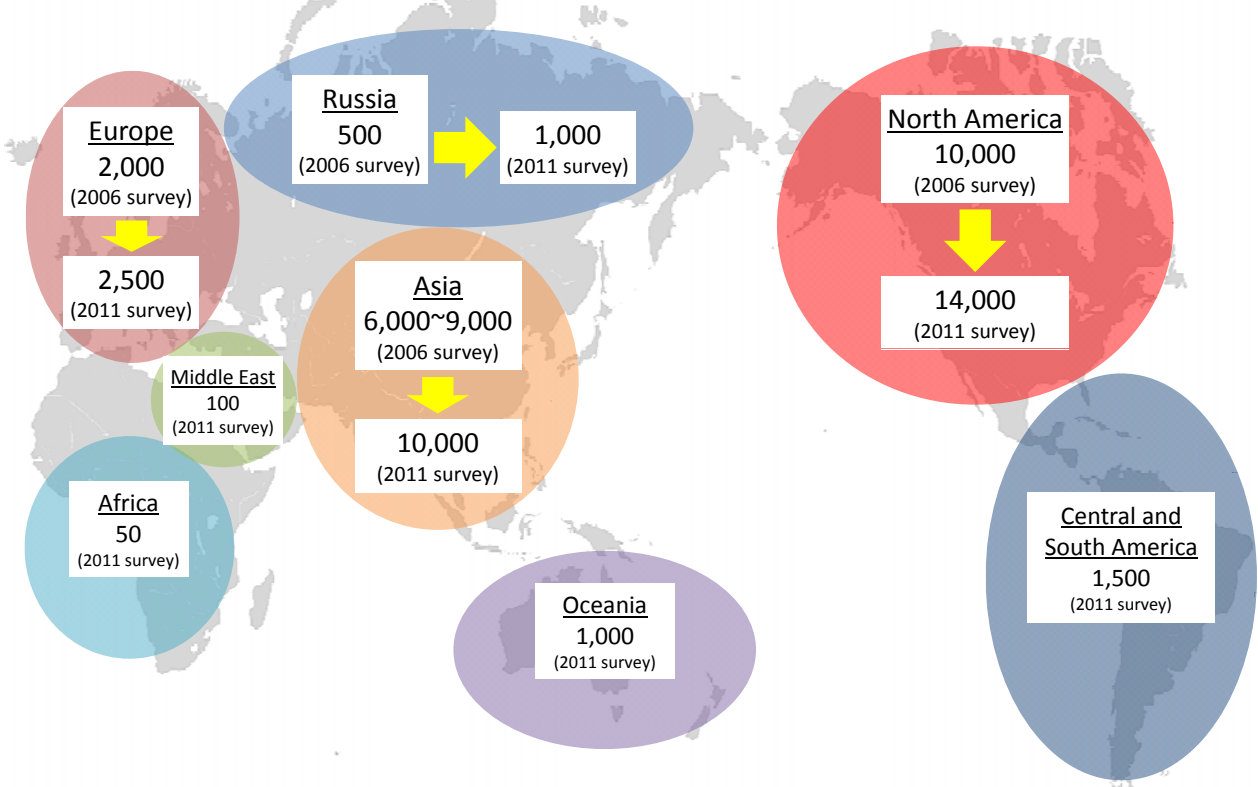 Europe
2,000
(2006 survey)
2,500
(2011 survey)
Russia
500
(2006 survey)
1,000
(2011 survey)
North America
10,000
(2006 survey)
14,000
(2011 survey)
Asia
6,000~9,000
(2006 survey)
10,000
(2011 survey)
Middle East
100
(2011 survey)
Africa
50
(2011 survey)
Oceania
1,000
(2011 survey)
Central and
South America
1,500
(2011 survey)